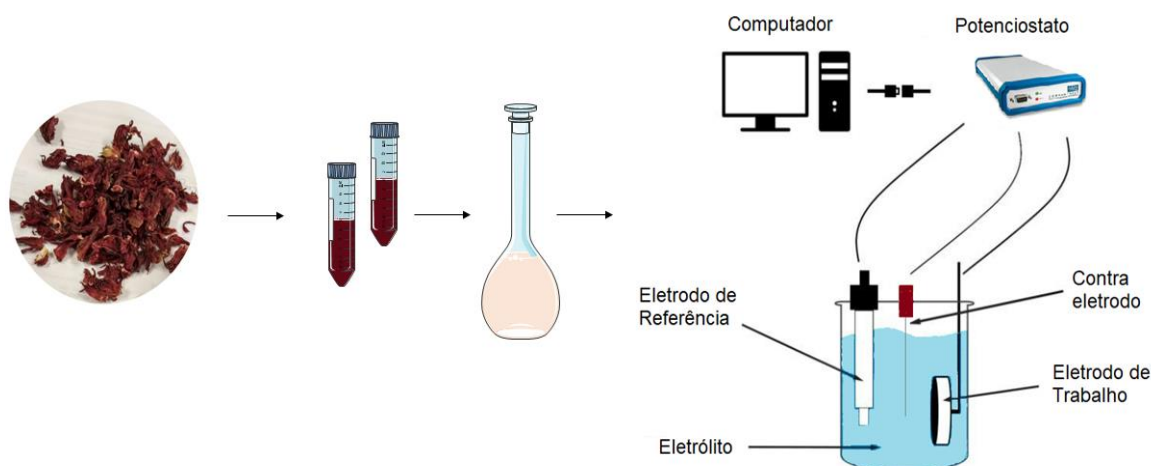 Computador
Potenciostato
Eletrodo de
Referência
Contra
eletrodo
Eletrodo de
Trabalho
Eletrólito